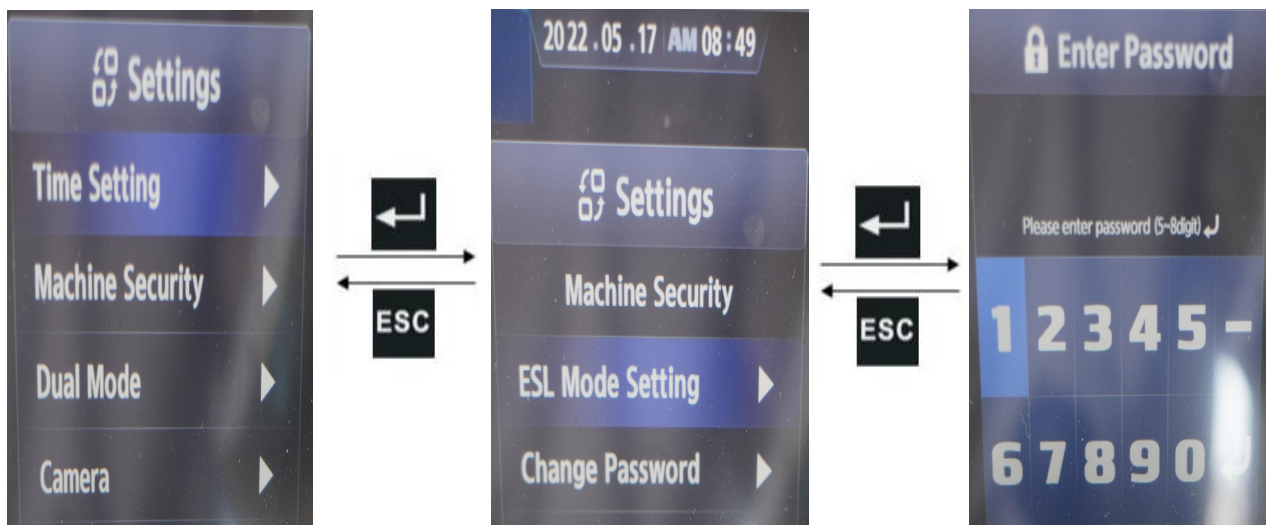 Settings
Time Setting
Machine Security
Dual Mode
Camera
ESC
2022.05.17 AM 08:49
Settings
Machine Security
ESL Mode Setting
Change Password
ESC
Enter Password
Please enter password (5~8digit)
1 2 3 4 5 -
6 7 8 9 0